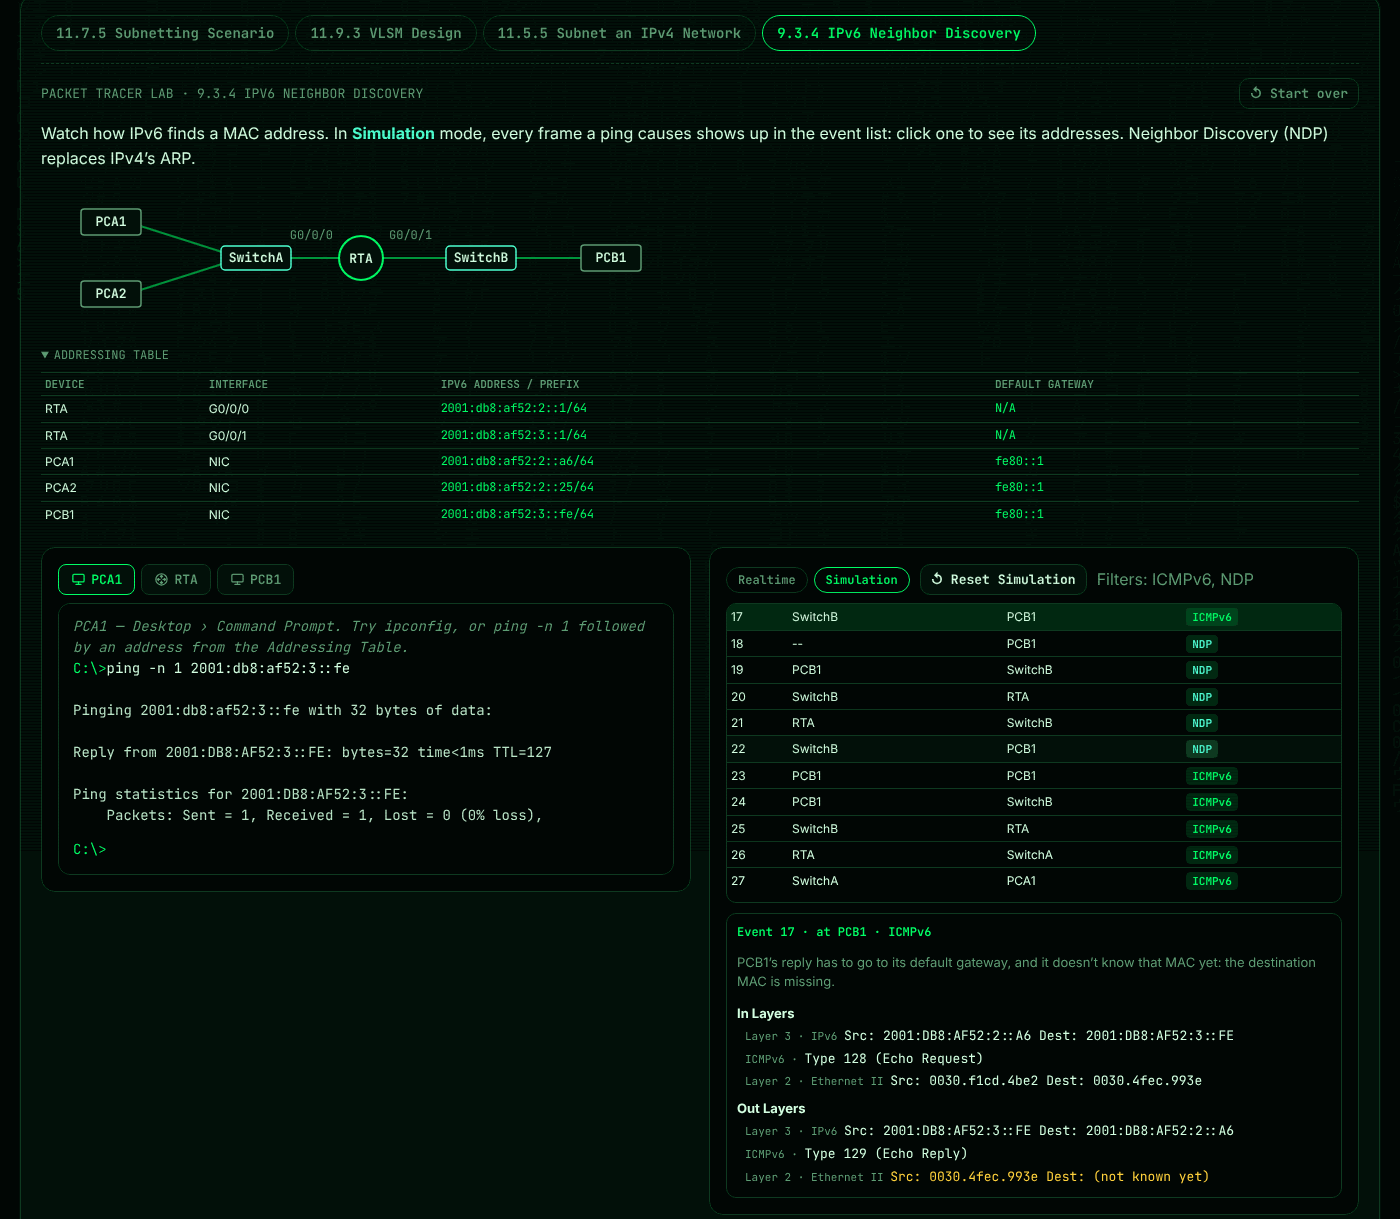 11.7.5 Subnetting Scenario
11.9.3 VLSM Design
11.5.5 Subnet an IPv4 Network
9.3.4 IPv6 Neighbor Discovery
PACKET TRACER LAB · 9.3.4 IPV6 NEIGHBOR DISCOVERY
Start over
Watch how IPv6 finds a MAC address. In Simulation mode, every frame a ping causes shows up in the event list: click one to see its addresses. Neighbor Discovery (NDP)
replaces IPv4's ARP.
PCA1
G0/0/0 G0/0/1
SwitchA RTA SwitchB PCB1
PCA2
▼ ADDRESSING TABLE
DEVICE INTERFACE IPV6 ADDRESS / PREFIX DEFAULT GATEWAY
RTA G0/0/0 2001:db8:af52:2::1/64 N/A
RTA G0/0/1 2001:db8:af52:3::1/64 N/A
PCA1 NIC 2001:db8:af52:2::a6/64 fe80::1
PCA2 NIC 2001:db8:af52:2::25/64 fe80::1
PCB1 NIC 2001:db8:af52:3::fe/64 fe80::1
PCA1 RTA PCB1
PCA1 — Desktop › Command Prompt. Try ipconfig, or ping -n 1 followed
by an address from the Addressing Table.
C:\>ping -n 1 2001:db8:af52:3::fe
Pinging 2001:db8:af52:3::fe with 32 bytes of data:
Reply from 2001:DB8:AF52:3::FE: bytes=32 time<1ms TTL=127
Ping statistics for 2001:DB8:AF52:3::FE:
Packets: Sent = 1, Received = 1, Lost = 0 (0% loss),
C:\>
Realtime Simulation Reset Simulation Filters: ICMPv6, NDP
17 SwitchB PCB1 ICMPv6
18 -- PCB1 NDP
19 PCB1 SwitchB NDP
20 SwitchB RTA NDP
21 RTA SwitchB NDP
22 SwitchB PCB1 NDP
23 PCB1 PCB1 ICMPv6
24 PCB1 SwitchB ICMPv6
25 SwitchB RTA ICMPv6
26 RTA SwitchA ICMPv6
27 SwitchA PCA1 ICMPv6
Event 17 · at PCB1 · ICMPv6
PCB1's reply has to go to its default gateway, and it doesn't know that MAC yet: the destination
MAC is missing.
In Layers
Layer 3 · IPv6 Src: 2001:DB8:AF52:2::A6 Dest: 2001:DB8:AF52:3::FE
ICMPv6 · Type 128 (Echo Request)
Layer 2 · Ethernet II Src: 0030.f1cd.4be2 Dest: 0030.4fec.993e
Out Layers
Layer 3 · IPv6 Src: 2001:DB8:AF52:3::FE Dest: 2001:DB8:AF52:2::A6
ICMPv6 · Type 129 (Echo Reply)
Layer 2 · Ethernet II Src: 0030.4fec.993e Dest: (not known yet)